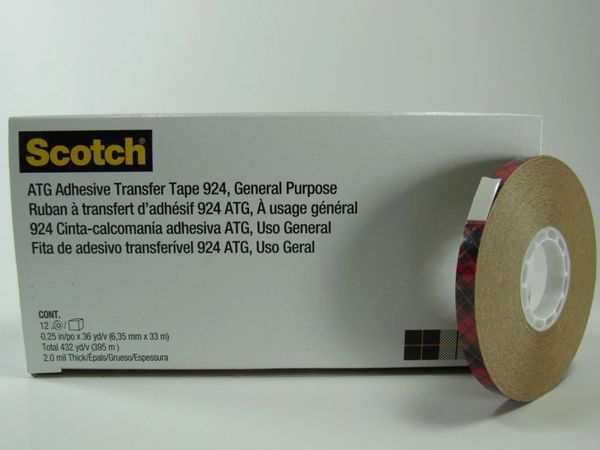 Scotch
ATG Adhesive Transfer Tape 924, General Purpose
Ruban à transfert d'adhésif 924 ATG, À usage général
924 Cinta-calcomanía adhesiva ATG, Uso General
Fita de adesivo transferível 924 ATG, Uso Geral
CONT.
12 /
0.25 in/po x 36 yd/v (6,35 mm x 33 m)
Total 432 yd/v (395 m )
2.0 mil Thick/Épais/Grueso/Espessura